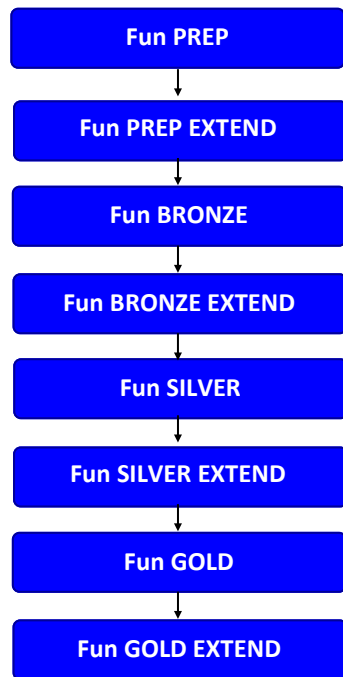 Fun PREP
Fun PREP EXTEND
Fun BRONZE
Fun BRONZE EXTEND
Fun SILVER
Fun SILVER EXTEND
Fun GOLD
Fun GOLD EXTEND